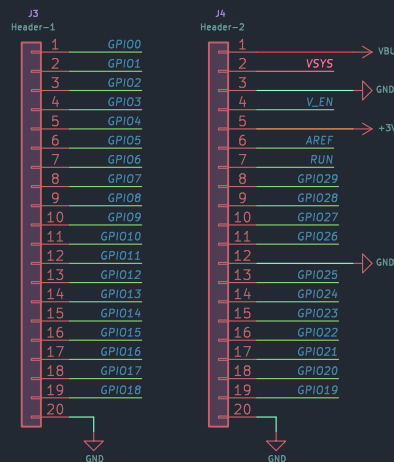 J3
Header-1
1 GPIO0
2 GPIO1
3 GPIO2
4 GPIO3
5 GPIO4
6 GPIO5
7 GPIO6
8 GPIO7
9 GPIO8
10 GPIO9
11 GPIO10
12 GPIO11
13 GPIO12
14 GPIO13
15 GPIO14
16 GPIO15
17 GPIO16
18 GPIO17
19 GPIO18
20
GND
J4
Header-2
1 VBU
2 VSYS
3 GND
4 V_EN
5 +3V
6 AREF
7 RUN
8 GPIO29
9 GPIO28
10 GPIO27
11 GPIO26
12 GND
13 GPIO25
14 GPIO24
15 GPIO23
16 GPIO22
17 GPIO21
18 GPIO20
19 GPIO19
20
GND